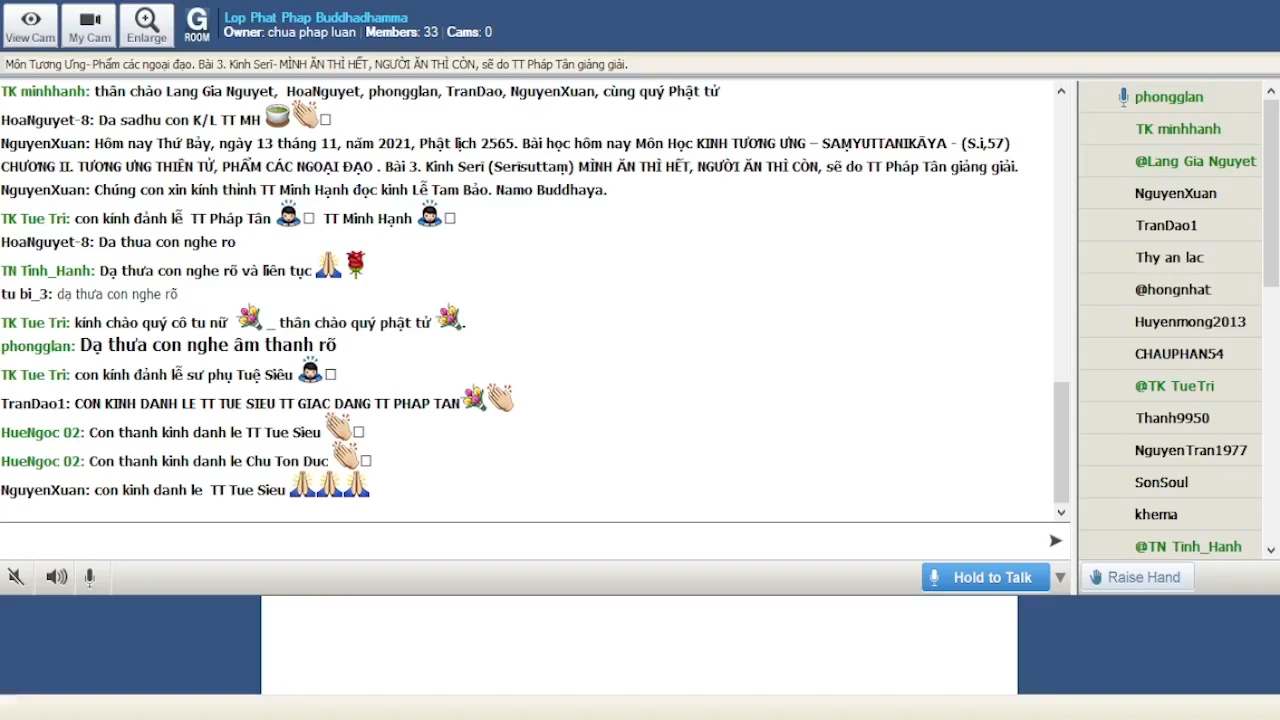 View Cam
My Cam
Enlarge
G
ROOM
Lop Phat Phap Buddhadhamma
Owner: chua phap luan | Members: 33 | Cams: 0
Môn Tương Ưng- Phẩm các ngoại đạo. Bài 3. Kinh Serī- MÌNH ĂN THÌ HẾT, NGƯỜI ĂN THÌ CÒN, sẽ do TT Pháp Tân giảng giải.
TK minhhanh: thân chào Lang Gia Nguyet,  HoaNguyet, phongglan, TranDao, NguyenXuan, cùng quý Phật tử
HoaNguyet-8: Da sadhu con K/L TT MH
NguyenXuan: Hôm nay Thứ Bảy, ngày 13 tháng 11, năm 2021, Phật lịch 2565. Bài học hôm nay Môn Học KINH TƯƠNG ƯNG – SAṂYUTTANIKĀYA - (S.i,57)
CHƯƠNG II. TƯƠNG ƯNG THIÊN TỬ, PHẨM CÁC NGOẠI ĐẠO . Bài 3. Kinh Serī (Serīsuttaṃ) MÌNH ĂN THÌ HẾT, NGƯỜI ĂN THÌ CÒN, sẽ do TT Pháp Tân giảng giải.
NguyenXuan: Chúng con xin kính thỉnh TT Minh Hạnh đọc kinh Lễ Tam Bảo. Namo Buddhaya.
TK Tue Tri: con kính đảnh lễ  TT Pháp Tân TT Minh Hạnh
HoaNguyet-8: Da thua con nghe ro
TN Tinh_Hanh: Dạ thưa con nghe rõ và liên tục
tu bi_3: dạ thưa con nghe rõ
TK Tue Tri: kính chào quý cô tu nữ _ thân chào quý phật tử .
phongglan: Dạ thưa con nghe âm thanh rõ
TK Tue Tri: con kính đảnh lễ sư phụ Tuệ Siêu
TranDao1: CON KINH DANH LE TT TUE SIEU TT GIAC DANG TT PHAP TAN
HueNgoc 02: Con thanh kinh danh le TT Tue Sieu
HueNgoc 02: Con thanh kinh danh le Chu Ton Duc
NguyenXuan: con kinh danh le  TT Tue Sieu
phongglan
TK minhhanh
@Lang Gia Nguyet
NguyenXuan
TranDao1
Thy an lac
@hongnhat
Huyenmong2013
CHAUPHAN54
@TK TueTri
Thanh9950
NguyenTran1977
SonSoul
khema
@TN Tinh_Hanh
Hold to Talk
Raise Hand